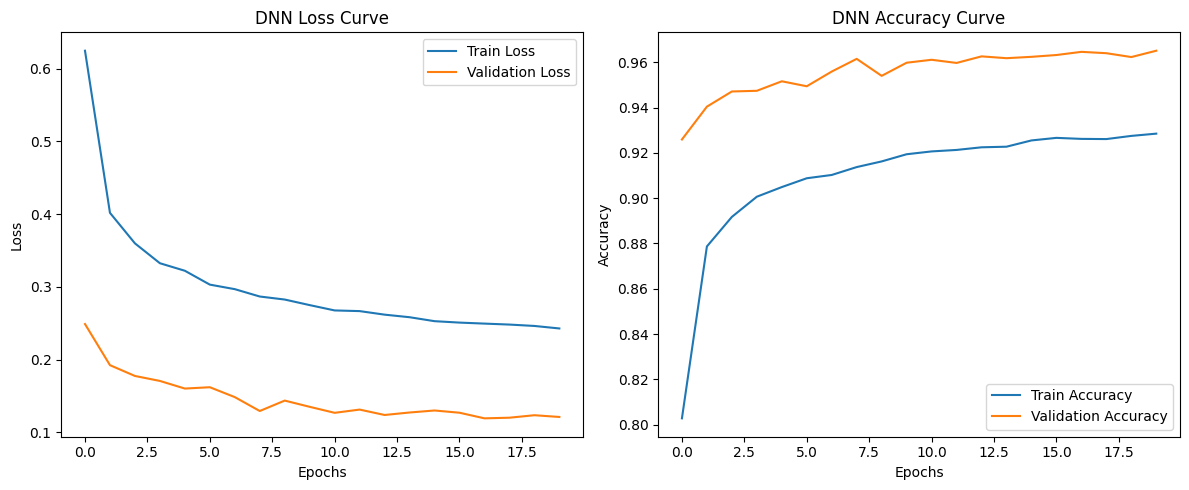 DNN Loss Curve
Train Loss
Validation Loss
0.6
0.5
0.4
0.3
0.2
0.1
Loss
0.0 2.5 5.0 7.5 10.0 12.5 15.0 17.5
Epochs
DNN Accuracy Curve
0.96
0.94
0.92
0.90
0.88
0.86
0.84
0.82
0.80
Accuracy
Train Accuracy
Validation Accuracy
0.0 2.5 5.0 7.5 10.0 12.5 15.0 17.5
Epochs